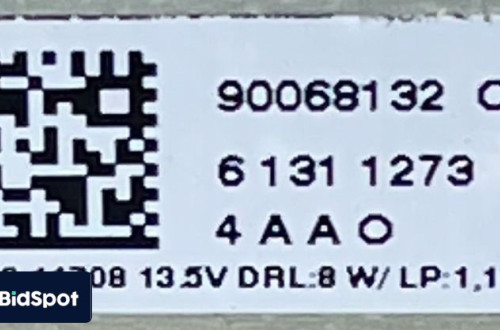 90068132
6 131 1273
4 A A O
13.5V DRL:8 W/ LP:1,1
BidSpot